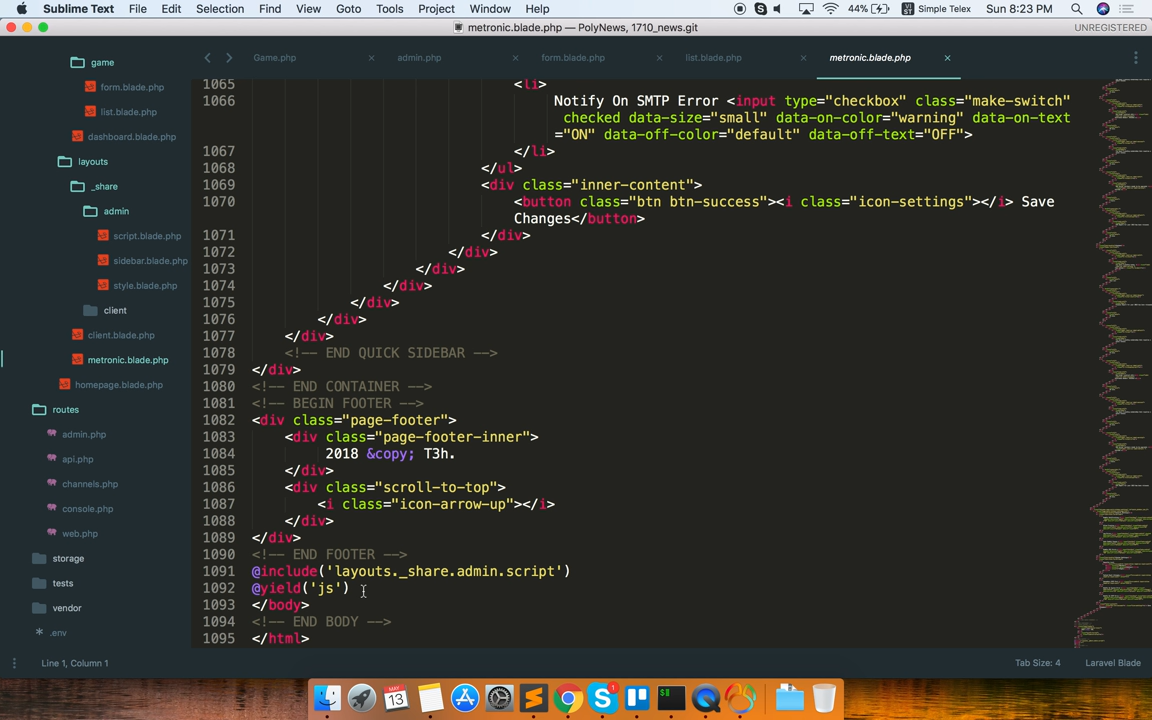 Sublime Text File Edit Selection Find View Goto Tools Project Window Help 44% VI ST Simple Telex Sun 8:23 PM
metronic.blade.php — PolyNews, 1710_news.git UNREGISTERED
Game.php admin.php form.blade.php list.blade.php metronic.blade.php
game
form.blade.php
list.blade.php
dashboard.blade.php
layouts
_share
admin
script.blade.php
sidebar.blade.php
style.blade.php
client
client.blade.php
metronic.blade.php
homepage.blade.php
routes
admin.php
api.php
channels.php
console.php
web.php
storage
tests
vendor
.env
1065 <li>
1066 Notify On SMTP Error <input type="checkbox" class="make-switch"
checked data-size="small" data-on-color="warning" data-on-text
="ON" data-off-color="default" data-off-text="OFF">
1067 </li>
1068 </ul>
1069 <div class="inner-content">
1070 <button class="btn btn-success"><i class="icon-settings"></i> Save
Changes</button>
1071 </div>
1072 </div>
1073 </div>
1074 </div>
1075 </div>
1076 </div>
1077 </div>
1078 <!-- END QUICK SIDEBAR -->
1079 </div>
1080 <!-- END CONTAINER -->
1081 <!-- BEGIN FOOTER -->
1082 <div class="page-footer">
1083 <div class="page-footer-inner">
1084 2018 &copy; T3h.
1085 </div>
1086 <div class="scroll-to-top">
1087 <i class="icon-arrow-up"></i>
1088 </div>
1089 </div>
1090 <!-- END FOOTER -->
1091 @include('layouts._share.admin.script')
1092 @yield('js')
1093 </body>
1094 <!-- END BODY -->
1095 </html>
Line 1, Column 1 Tab Size: 4 Laravel Blade
MAY 13
1